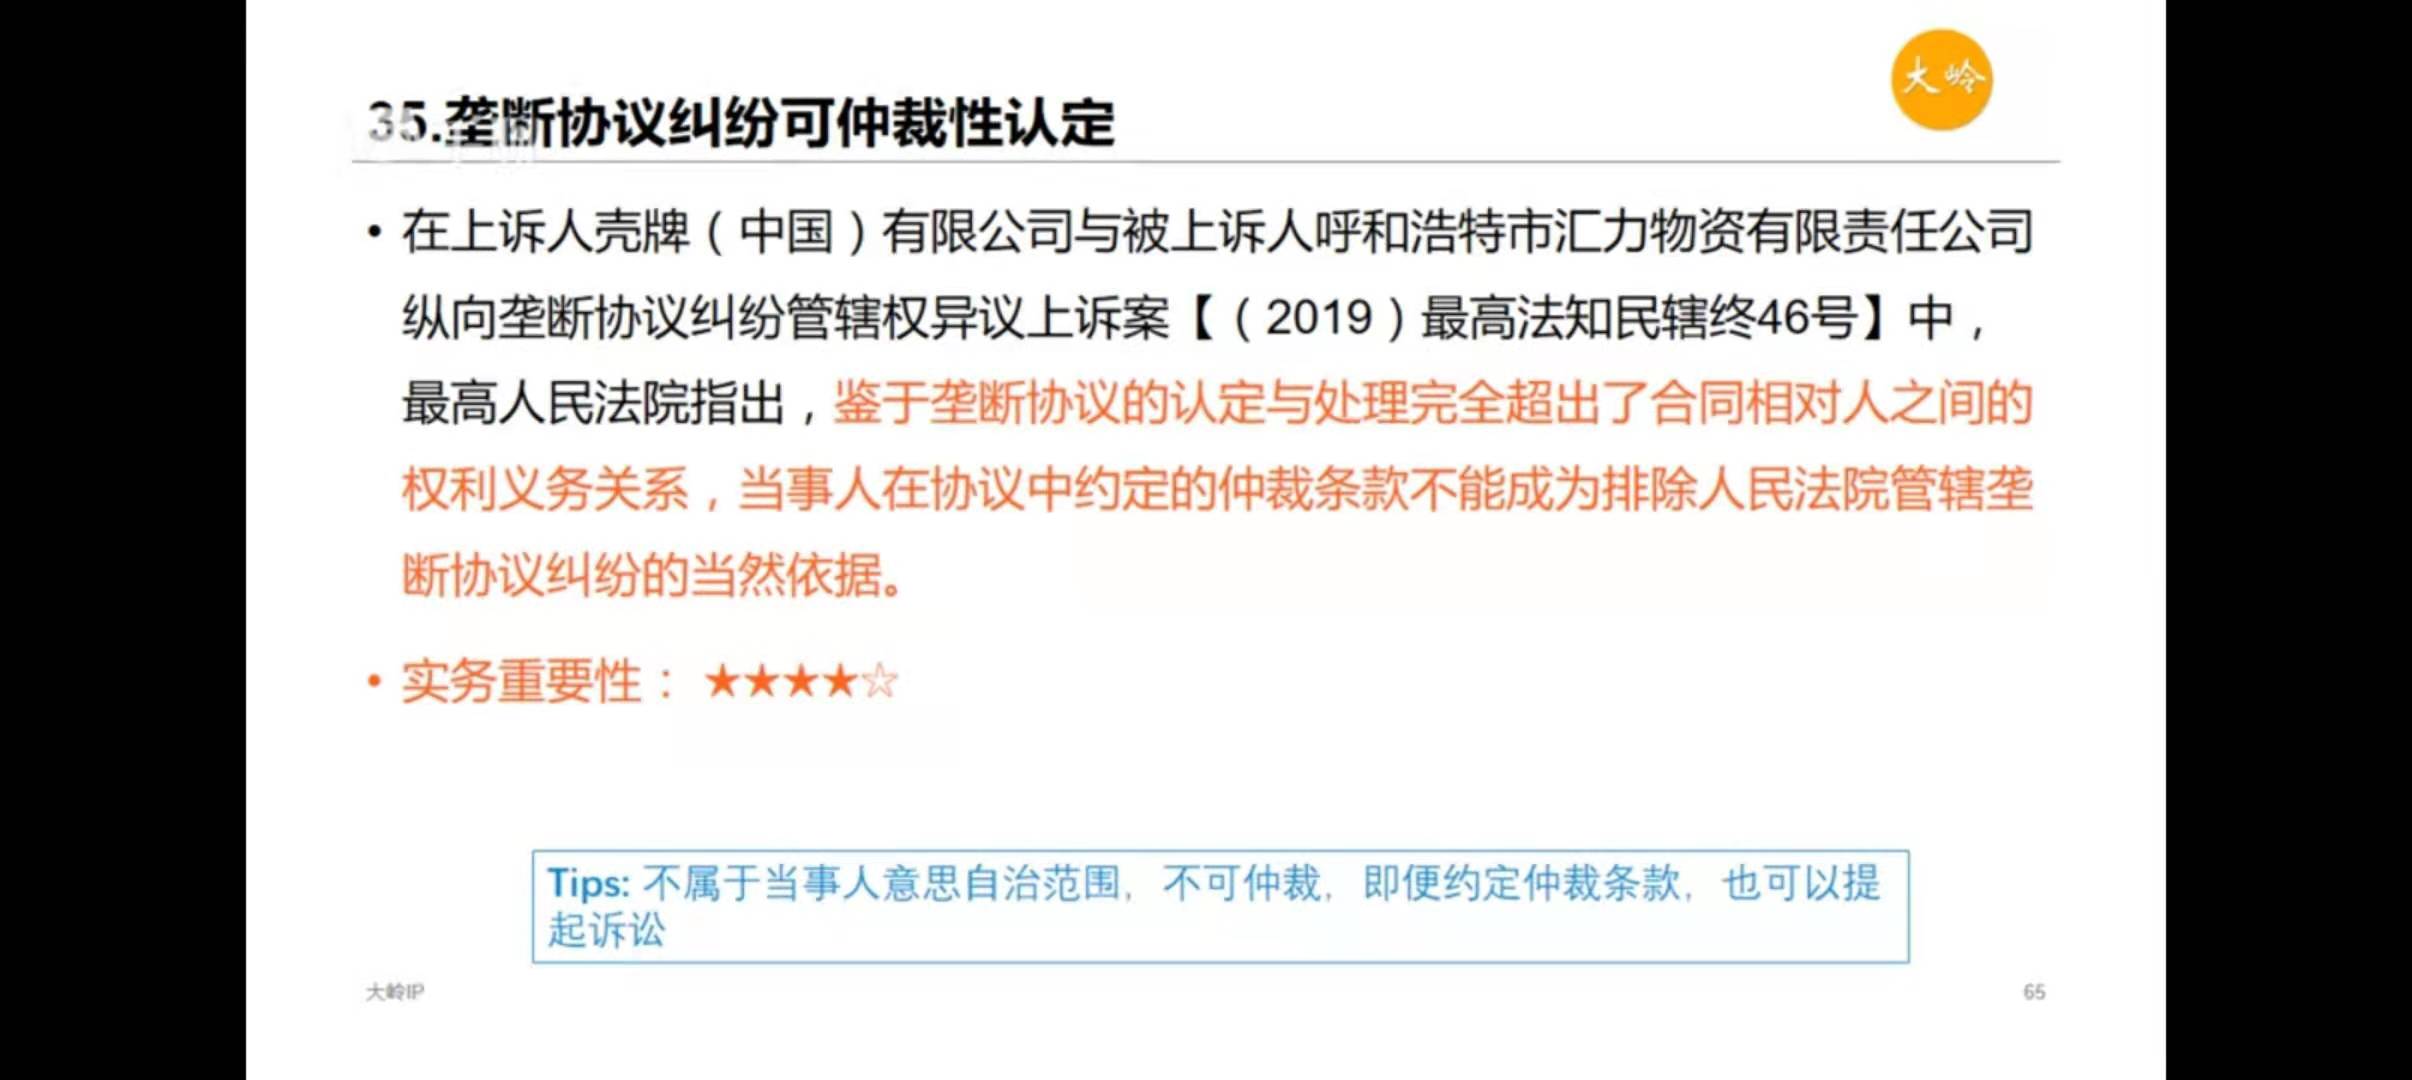 大岭
35.垄断协议纠纷可仲裁性认定
• 在上诉人壳牌（中国）有限公司与被上诉人呼和浩特市汇力物资有限责任公司
纵向垄断协议纠纷管辖权异议上诉案【（2019）最高法知民辖终46号】中，
最高人民法院指出，鉴于垄断协议的认定与处理完全超出了合同相对人之间的
权利义务关系，当事人在协议中约定的仲裁条款不能成为排除人民法院管辖垄
断协议纠纷的当然依据。
• 实务重要性：★★★★☆
Tips: 不属于当事人意思自治范围，不可仲裁，即便约定仲裁条款，也可以提
起诉讼
大岭IP
65